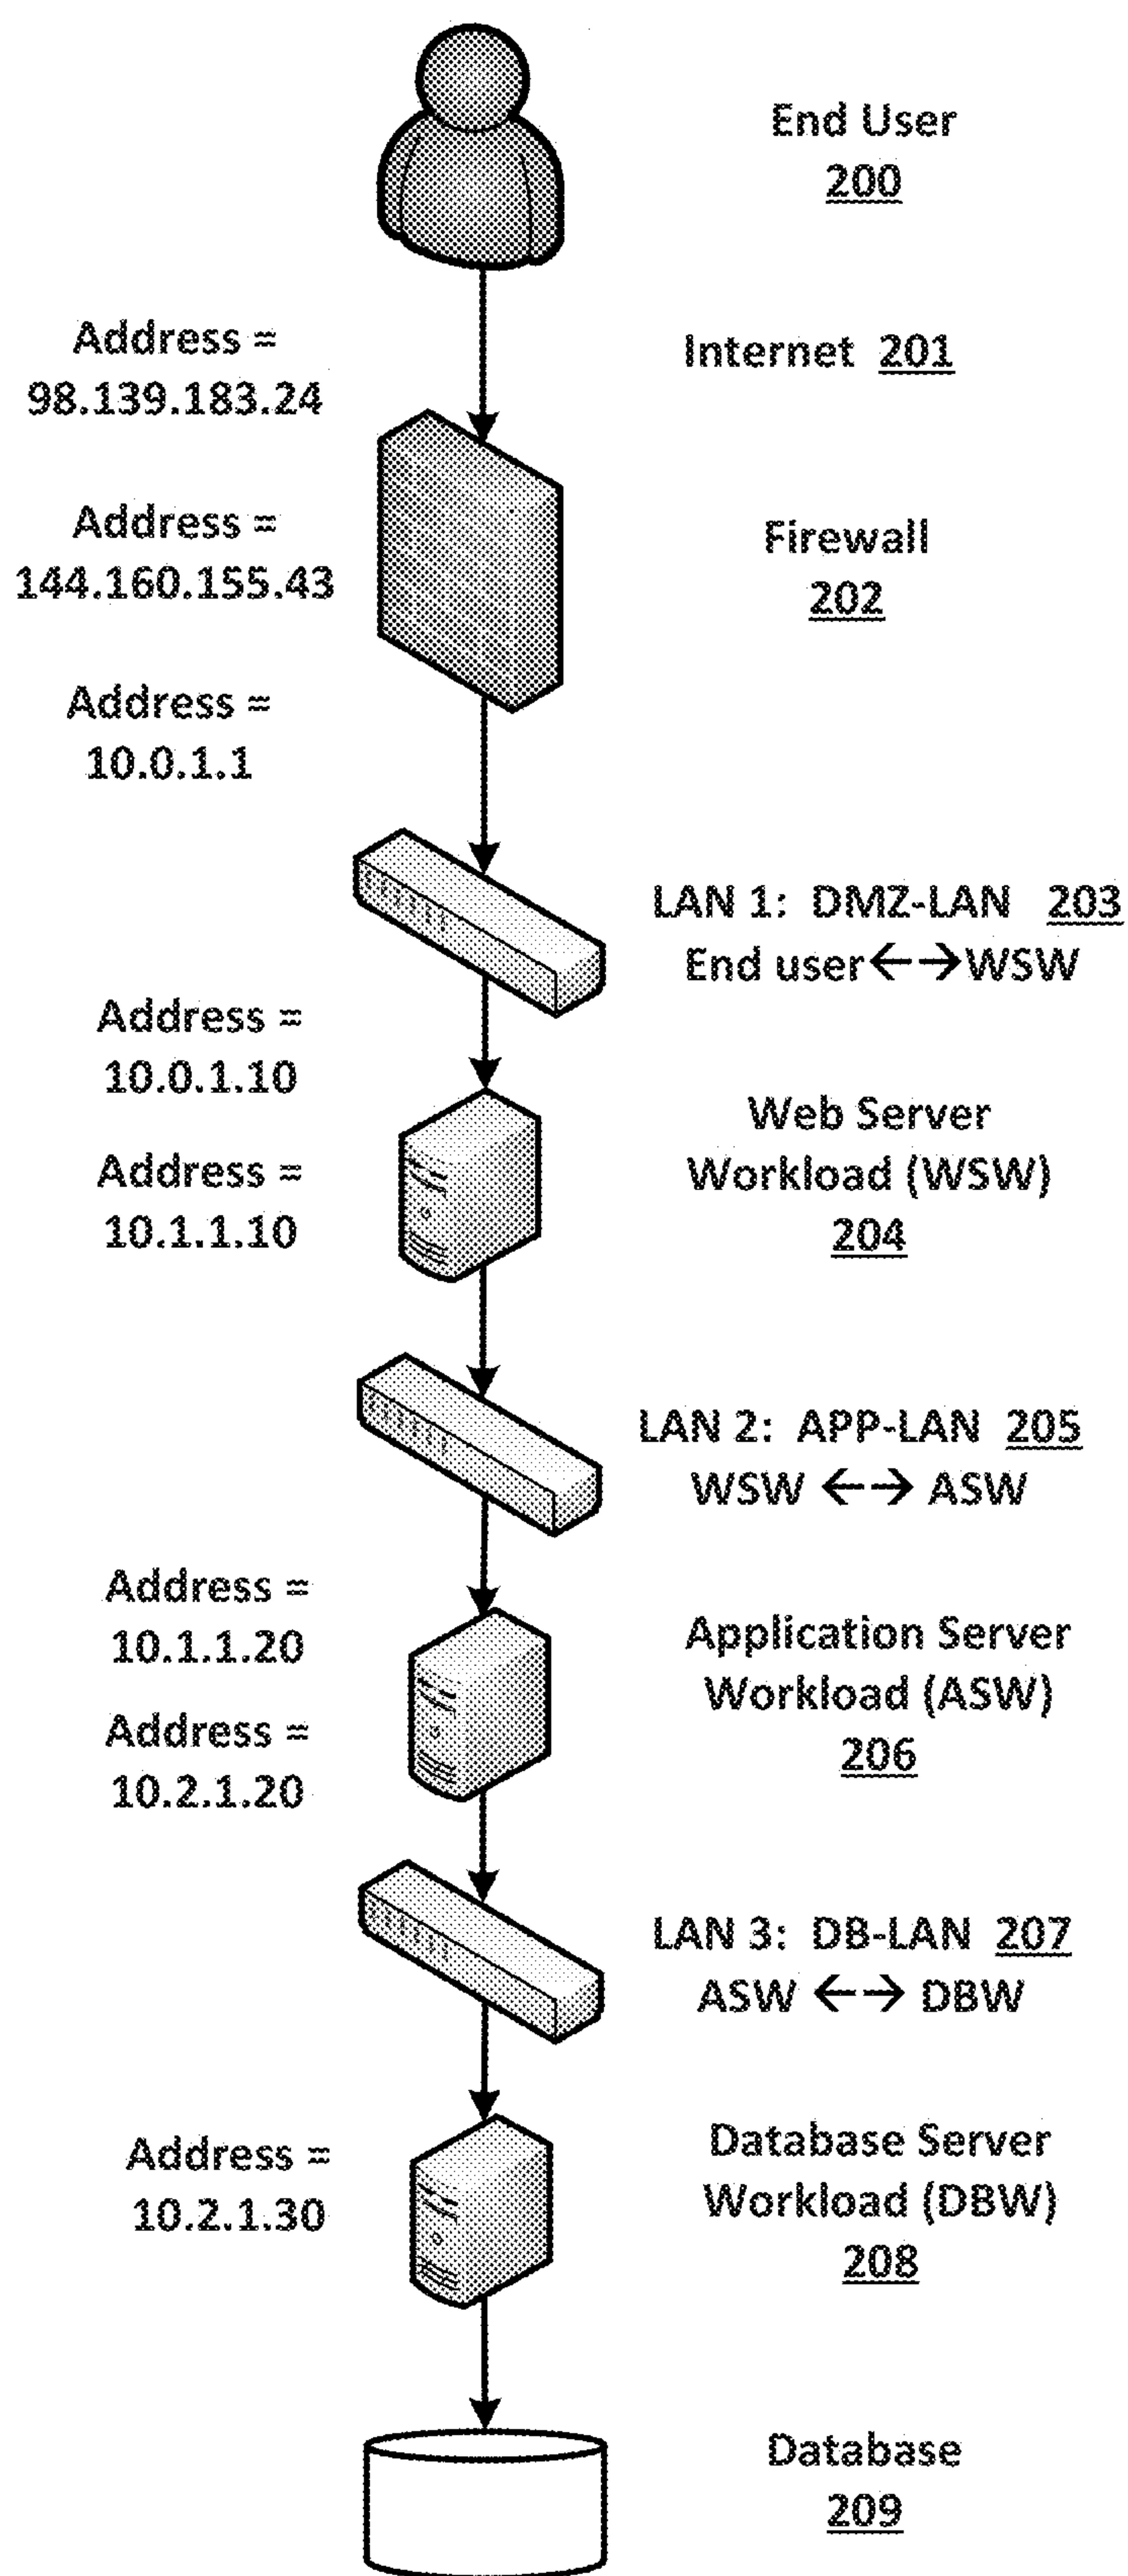 End User
200
Address =
98.139.183.24
Internet 201
Address =
144.160.155.43
Firewall
202
Address =
10.0.1.1
LAN 1: DMZ-LAN 203
End user←→WSW
Address =
10.0.1.10
Web Server
Workload (WSW)
204
Address =
10.1.1.10
LAN 2: APP-LAN 205
WSW ←→ ASW
Address =
10.1.1.20
Application Server
Workload (ASW)
206
Address =
10.2.1.20
LAN 3: DB-LAN 207
ASW ←→ DBW
Address =
10.2.1.30
Database Server
Workload (DBW)
208
Database
209